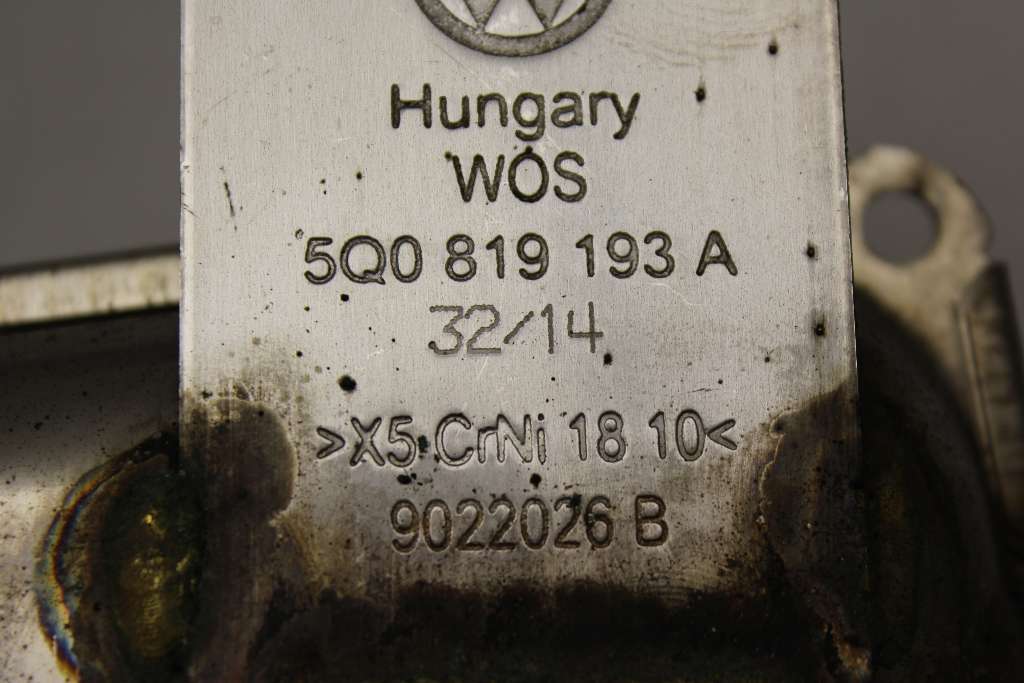 Hungary
WOS
5Q0 819 193 A
32/14
>X5 CrNi 18 10<
9022026 B